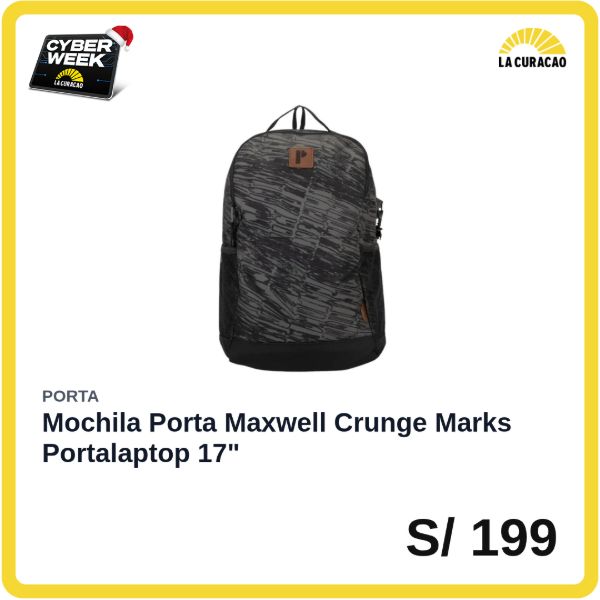 CYBER
WEEK
LA CURACAO
LA CURACAO
P
PORTA
Mochila Porta Maxwell Crunge Marks
Portalaptop 17"
S/ 199